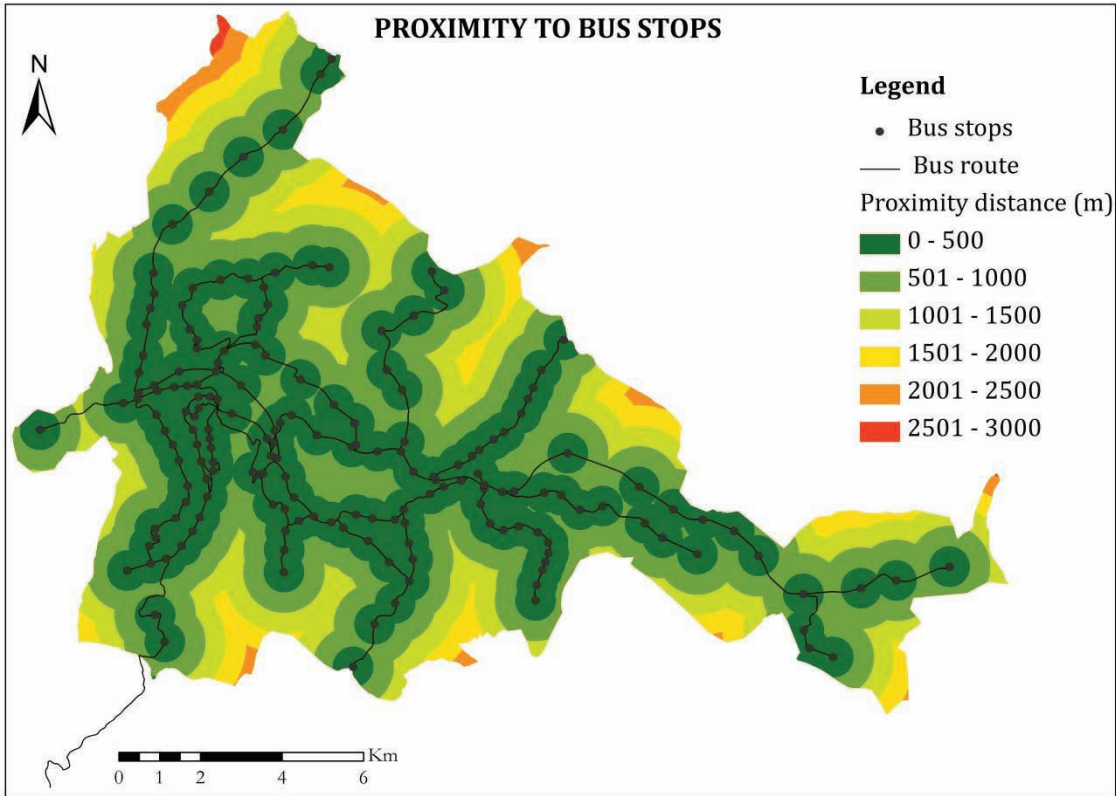 PROXIMITY TO BUS STOPS
N
Legend
Bus stops
Bus route
Proximity distance (m)
0 - 500
501 - 1000
1001 - 1500
1501 - 2000
2001 - 2500
2501 - 3000
Km
0 1 2 4 6